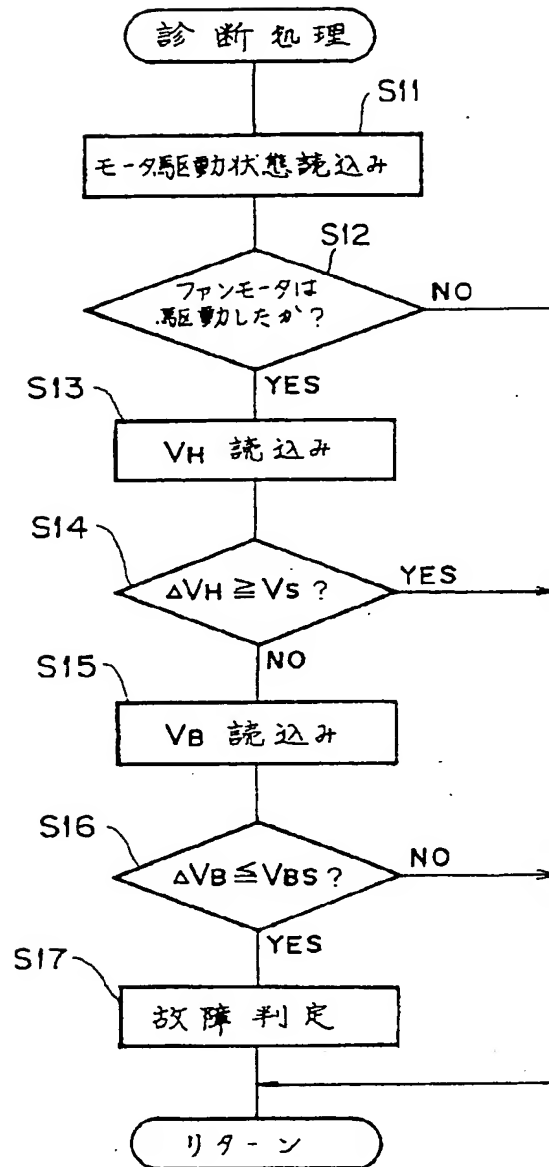 診断処理
S11
モータ駆動状態読込み
S12
ファンモータは
駆動したか?
NO
YES
S13
VH 読込み
S14
ΔVH≧VS?
YES
NO
S15
VB 読込み
S16
ΔVB≦VBS?
NO
YES
S17
故障判定
リターン